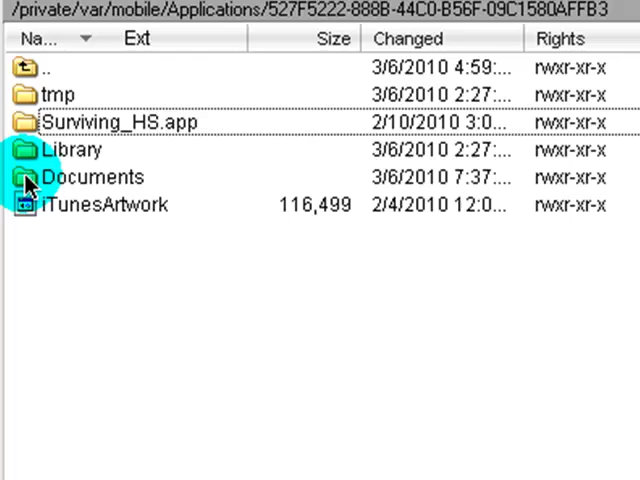 /private/var/mobile/Applications/527F5222-888B-44C0-B56F-09C1580AFFB3
Na... Ext Size Changed Rights
.. 3/6/2010 4:59:... rwxr-xr-x
tmp 3/6/2010 2:27:... rwxr-xr-x
Surviving_HS.app 2/10/2010 3:0... rwxr-xr-x
Library 3/6/2010 2:27:... rwxr-xr-x
Documents 3/6/2010 7:37:... rwxr-xr-x
iTunesArtwork 116,499 2/4/2010 12:0... rwxr-xr-x